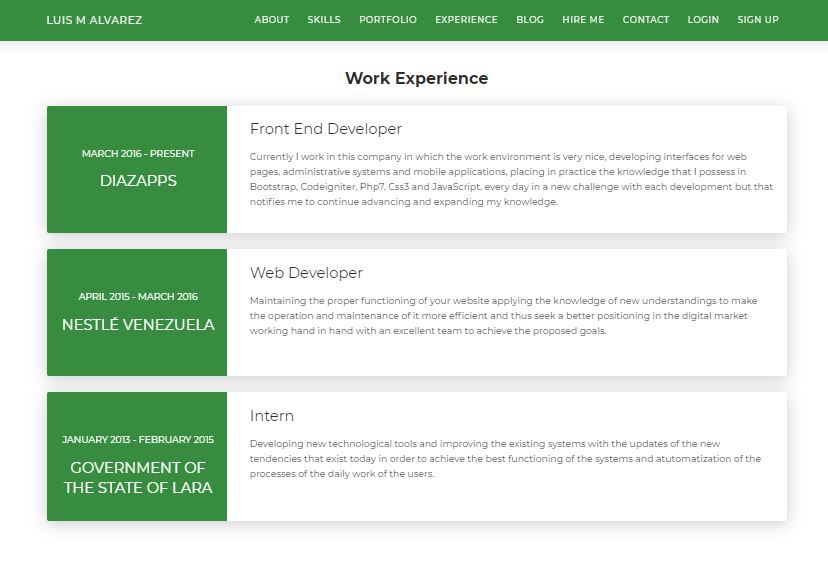 LUIS M ALVAREZ
ABOUT SKILLS PORTFOLIO EXPERIENCE BLOG HIRE ME CONTACT LOGIN SIGN UP
Work Experience
MARCH 2016 - PRESENT
DIAZAPPS
Front End Developer
Currently I work in this company in which the work environment is very nice, developing interfaces for web
pages, administrative systems and mobile applications, placing in practice the knowledge that I possess in
Bootstrap, Codeigniter, Php7, Css3 and JavaScript, every day in a new challenge with each development but that
notifies me to continue advancing and expanding my knowledge.
APRIL 2015 - MARCH 2016
NESTLÉ VENEZUELA
Web Developer
Maintaining the proper functioning of your website applying the knowledge of new understandings to make
the operation and maintenance of it more efficient and thus seek a better positioning in the digital market
working hand in hand with an excellent team to achieve the proposed goals.
JANUARY 2013 - FEBRUARY 2015
GOVERNMENT OF
THE STATE OF LARA
Intern
Developing new technological tools and improving the existing systems with the updates of the new
tendencies that exist today in order to achieve the best functioning of the systems and atutomatization of the
processes of the daily work of the users.